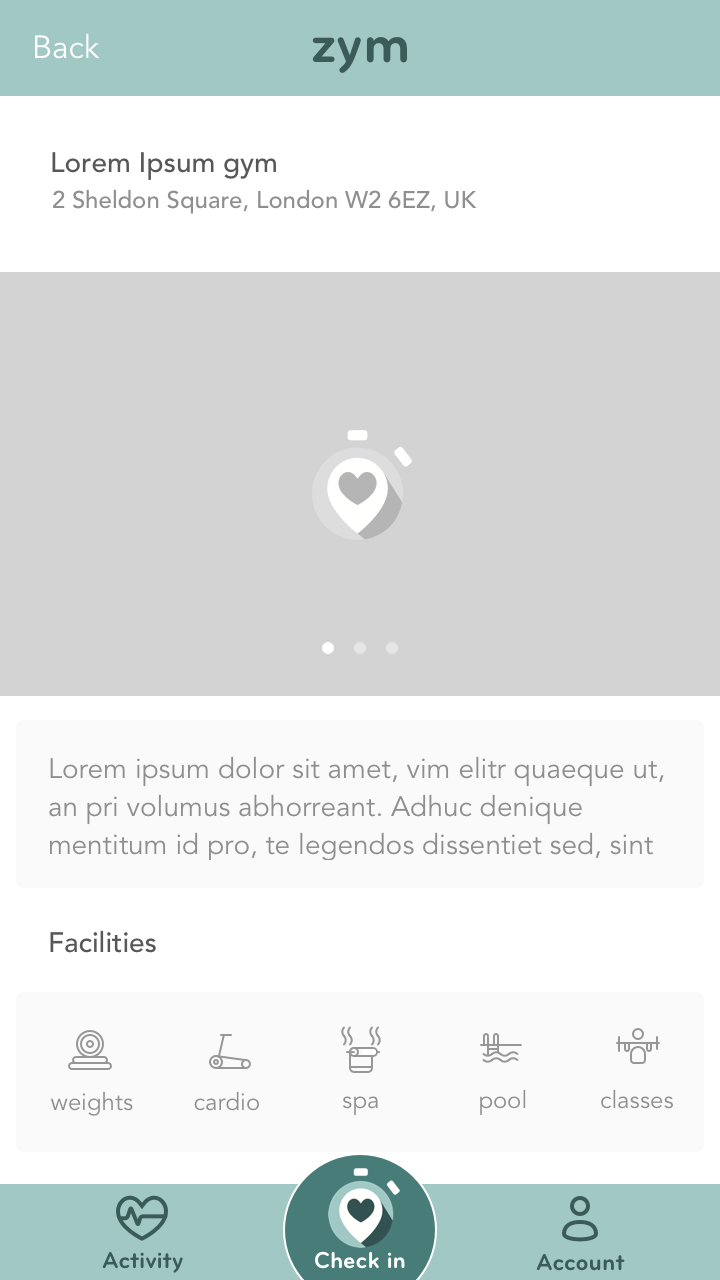 Back
zym
Lorem Ipsum gym
2 Sheldon Square, London W2 6EZ, UK
Lorem ipsum dolor sit amet, vim elitr quaeque ut,
an pri volumus abhorreant. Adhuc denique
mentitum id pro, te legendos dissentiet sed, sint
Facilities
weights
cardio
spa
pool
classes
Activity
Check in
Account